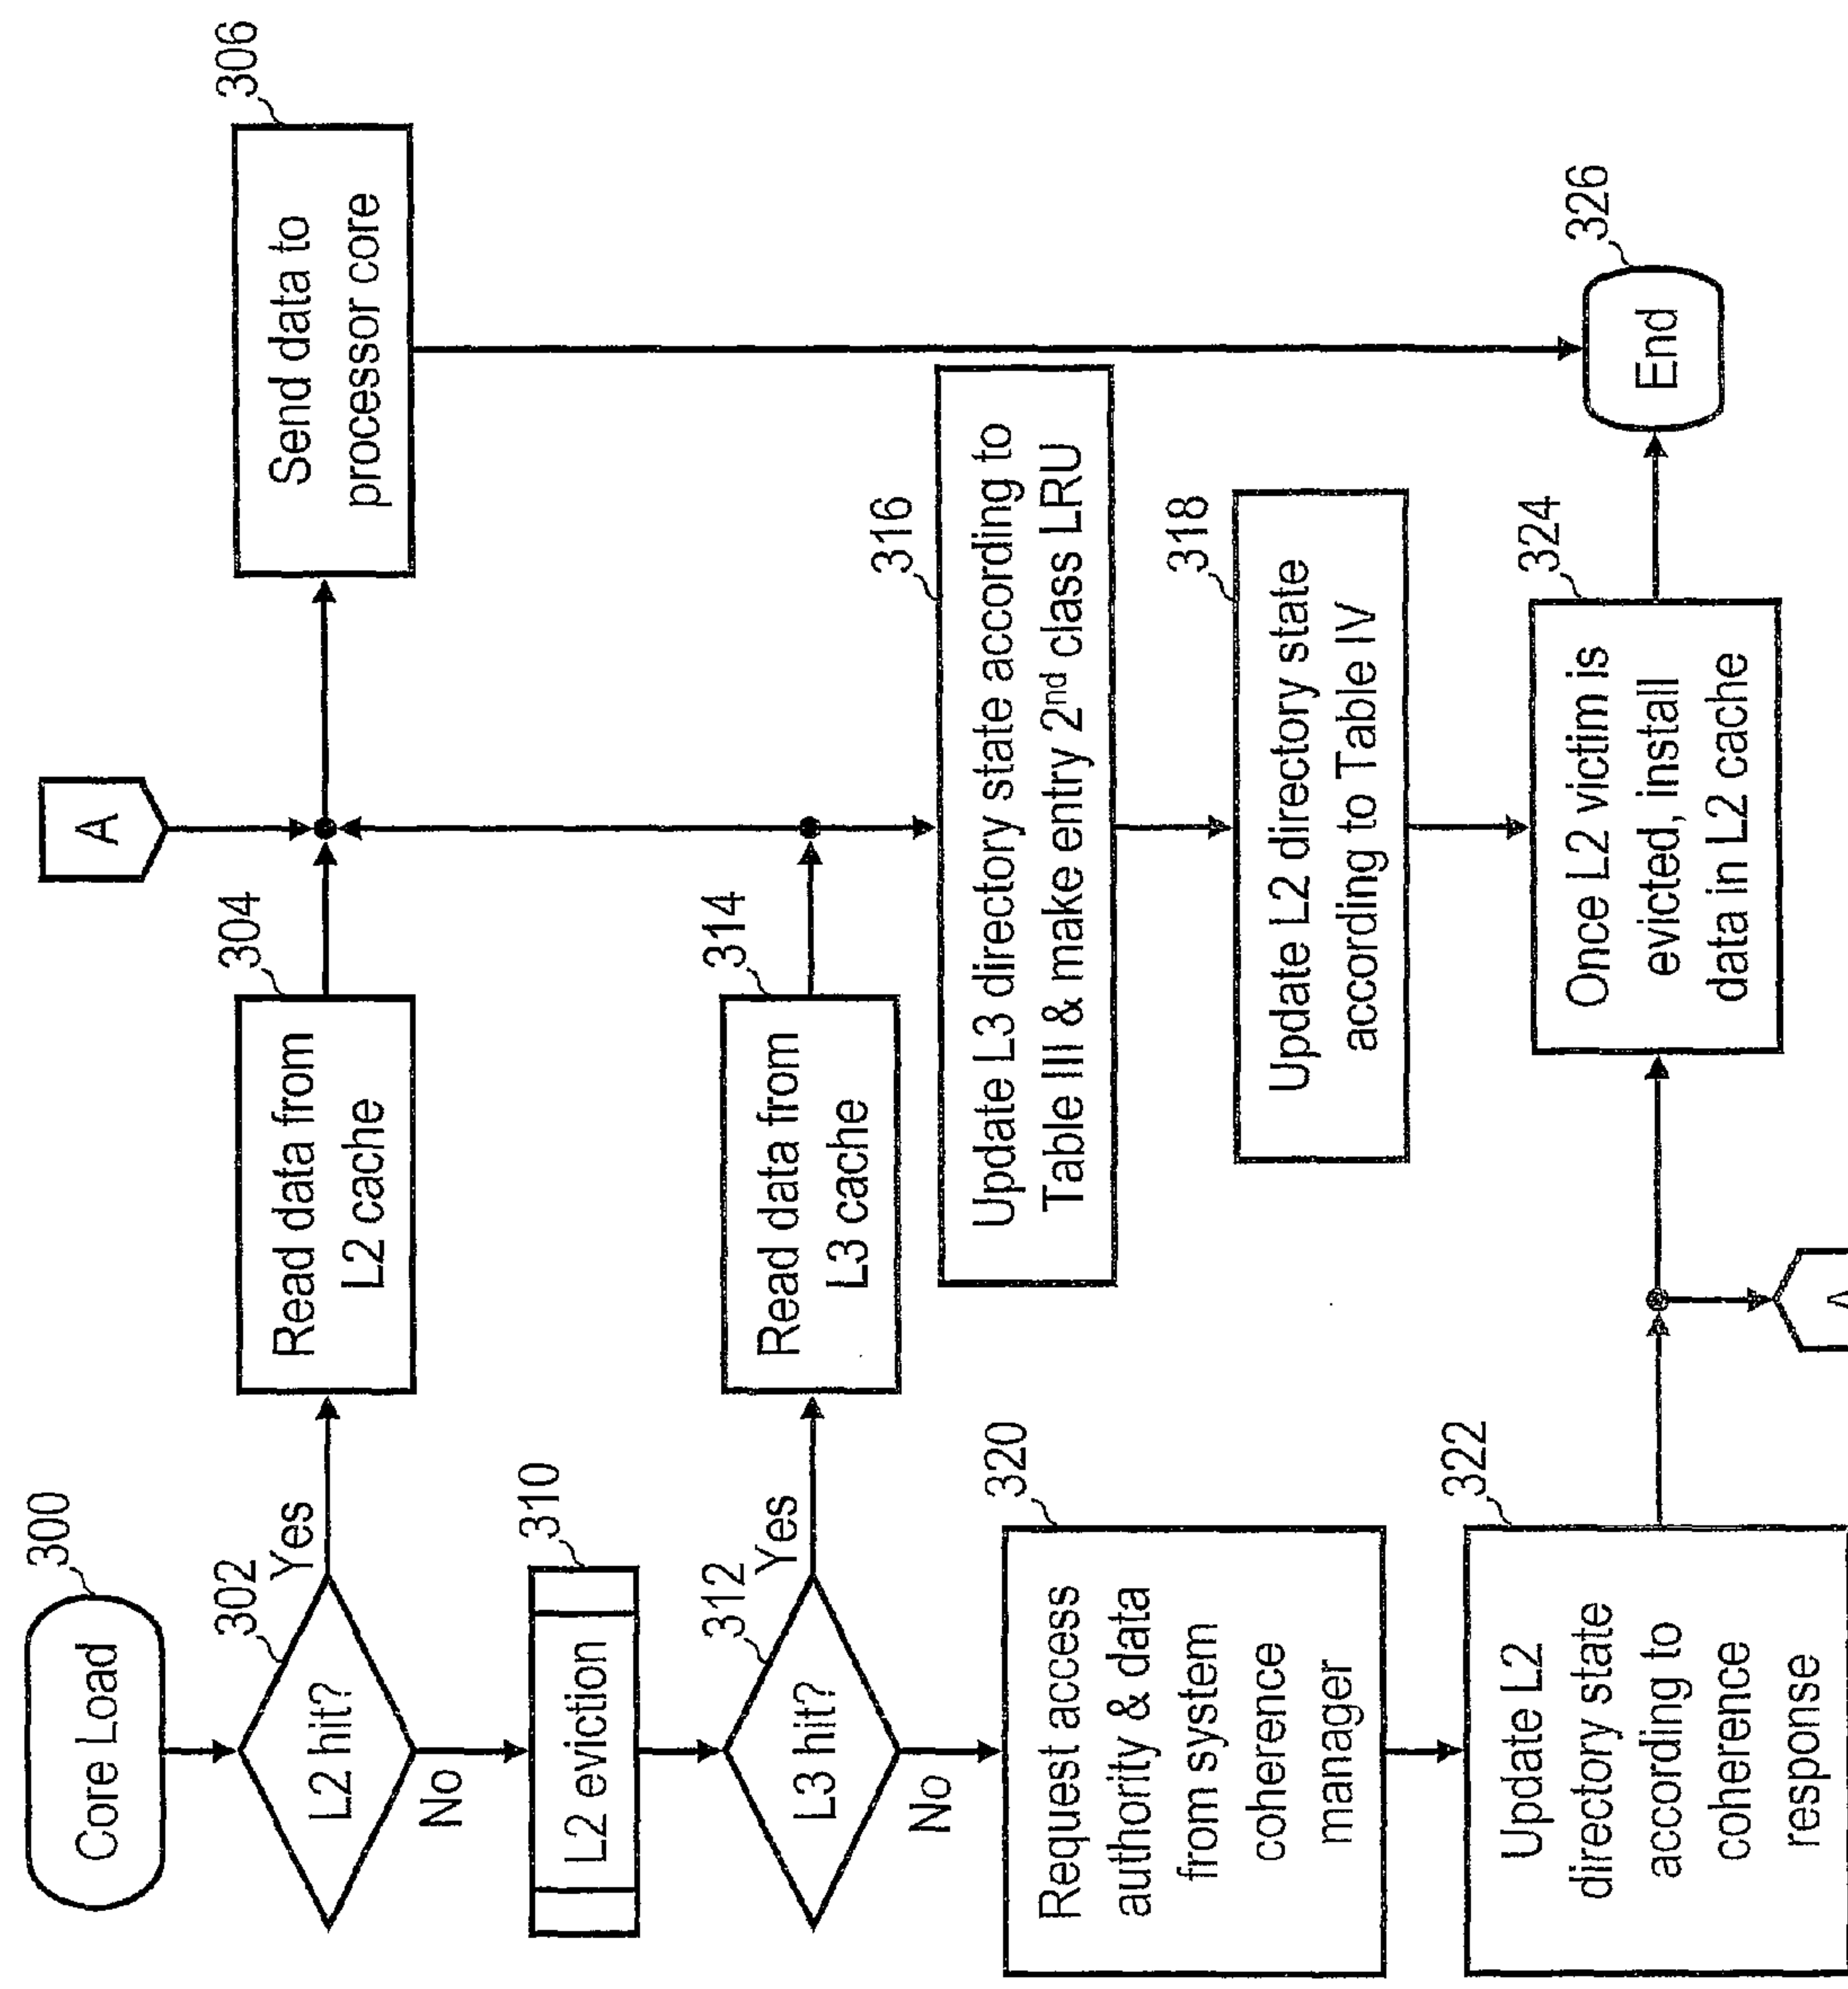 Core Load
300
L2 hit?
302
Yes
No
Read data from
L2 cache
304
A
Send data to
processor core
306
L2 eviction
310
L3 hit?
312
Yes
No
Read data from
L3 cache
314
Update L3 directory state according to
Table III & make entry 2nd class LRU
316
Update L2 directory state
according to Table IV
318
Request access
authority & data
from system
coherence
manager
320
Update L2
directory state
according to
coherence
response
322
Once L2 victim is
evicted, install
data in L2 cache
324
End
326